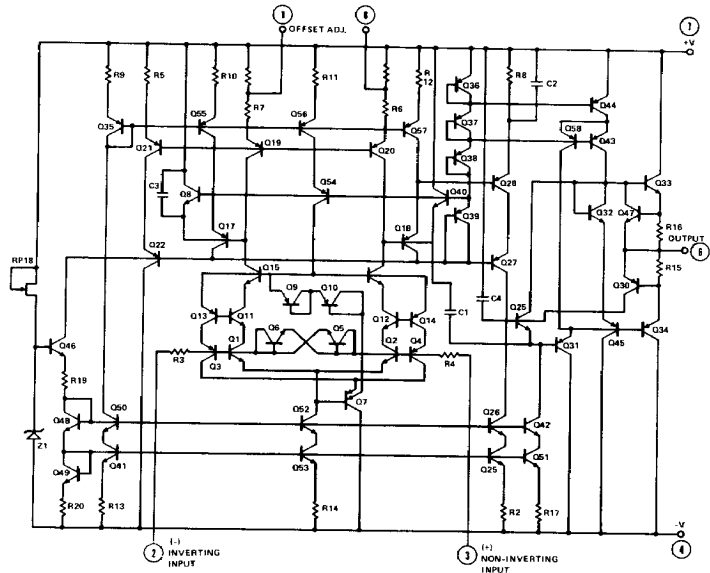 1 OFFSET ADJ. 8
7
+V
R9 R5 R10 R11 R 12 Q36 R8 C2
R7 R6 Q37 Q44
Q35 Q55 Q56 Q57 Q58
Q21 Q19 Q20 Q38 Q43
C3 Q8 Q54 Q40 Q28 Q33
Q39 Q32 Q47
Q17 Q18 R16
Q22 Q27 OUTPUT
6
Q15 R15
RP18 Q9 Q10 Q30
C4 Q25
Q13 Q11 Q12 Q14 C1
Q6 Q5
Q46 Q1 Q2 Q4 Q31 Q45 Q34
R3 Q3 R4
R19 Q7
Q48 Q50 Q52 Q26 Q42
Z1
Q49 Q41 Q53 Q25 Q51
R20 R13 R14 R2 R17
-V
4
2 (-)
INVERTING
INPUT
3 (+)
NON-INVERTING
INPUT